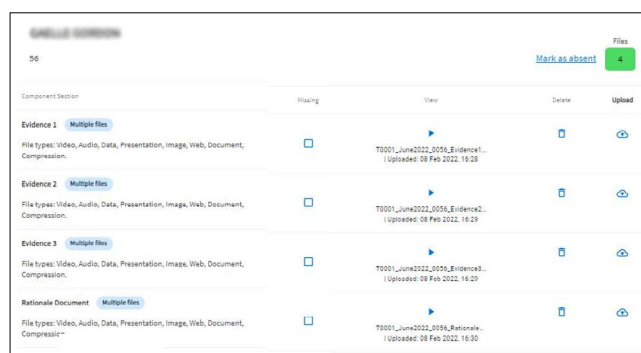 Files
56
Mark as absent
4
Component Section
Missing
View
Delete
Upload
Evidence 1 Multiple files
File types: Video, Audio, Data, Presentation, Image, Web, Document,
Compression.
T0001_June2022_0056_Evidence1...
| Uploaded: 08 Feb 2022, 16:28
Evidence 2 Multiple files
File types: Video, Audio, Data, Presentation, Image, Web, Document,
Compression.
T0001_June2022_0056_Evidence2...
| Uploaded: 08 Feb 2022, 16:29
Evidence 3 Multiple files
File types: Video, Audio, Data, Presentation, Image, Web, Document,
Compression.
T0001_June2022_0056_Evidence3...
| Uploaded: 08 Feb 2022, 16:29
Rationale Document Multiple files
File types: Video, Audio, Data, Presentation, Image, Web, Document,
T0001_June2022_0056_Rationale...
| Uploaded: 08 Feb 2022, 16:30